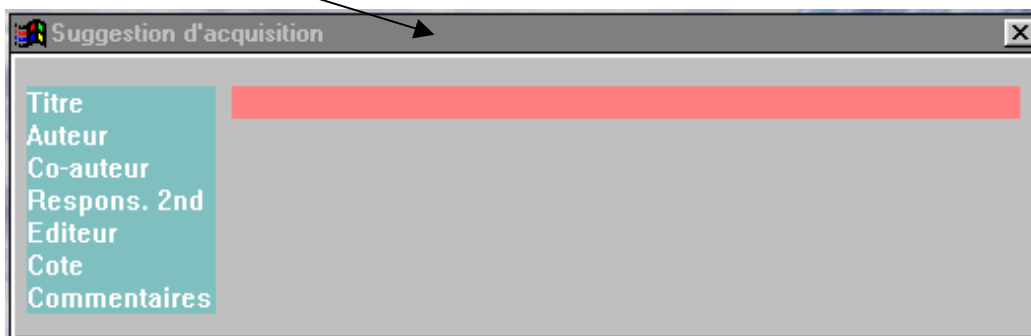 Suggestion d'acquisition
Titre
Auteur
Co-auteur
Respons. 2nd
Editeur
Cote
Commentaires